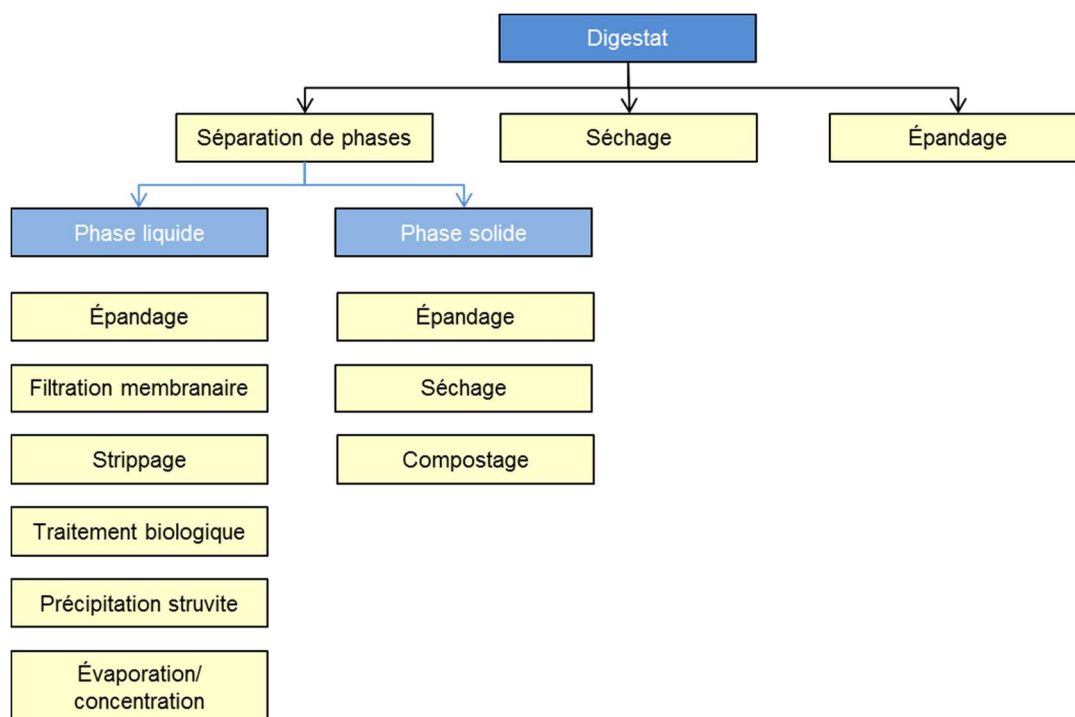 Digestat
Séparation de phases
Séchage
Épandage
Phase liquide
Phase solide
Épandage
Épandage
Filtration membranaire
Séchage
Strippage
Compostage
Traitement biologique
Précipitation struvite
Évaporation/
concentration